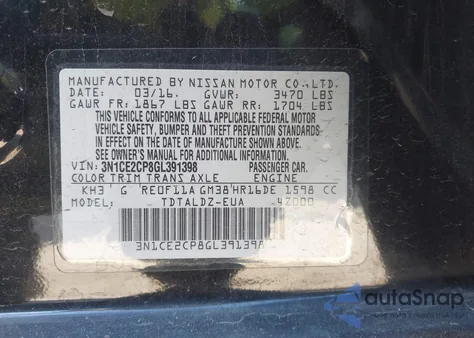 MANUFACTURED BY NISSAN MOTOR CO.,LTD.
DATE: 03/16. GVWR: 3470 LBS
GAWR FR: 1867 LBS GAWR RR: 1704 LBS
THIS VEHICLE CONFORMS TO ALL APPLICABLE FEDERAL MOTOR
VEHICLE SAFETY, BUMPER AND THEFT PREVENTION STANDARDS
IN EFFECT ON THE DATE OF MANUFACTURE SHOWN ABOVE.
SEE OWNER'S MANUAL FOR ADDITIONAL INFORMATION.
VIN: 3N1CE2CP8GL391398 PASSENGER CAR.
COLOR TRIM TRANS AXLE ENGINE
KH3 G RE0F11A GM38 HR16DE 1598 CC
MODEL: TDTALDZ-EUA 4Z000
3N1CE2CP8GL391398
autoSnap